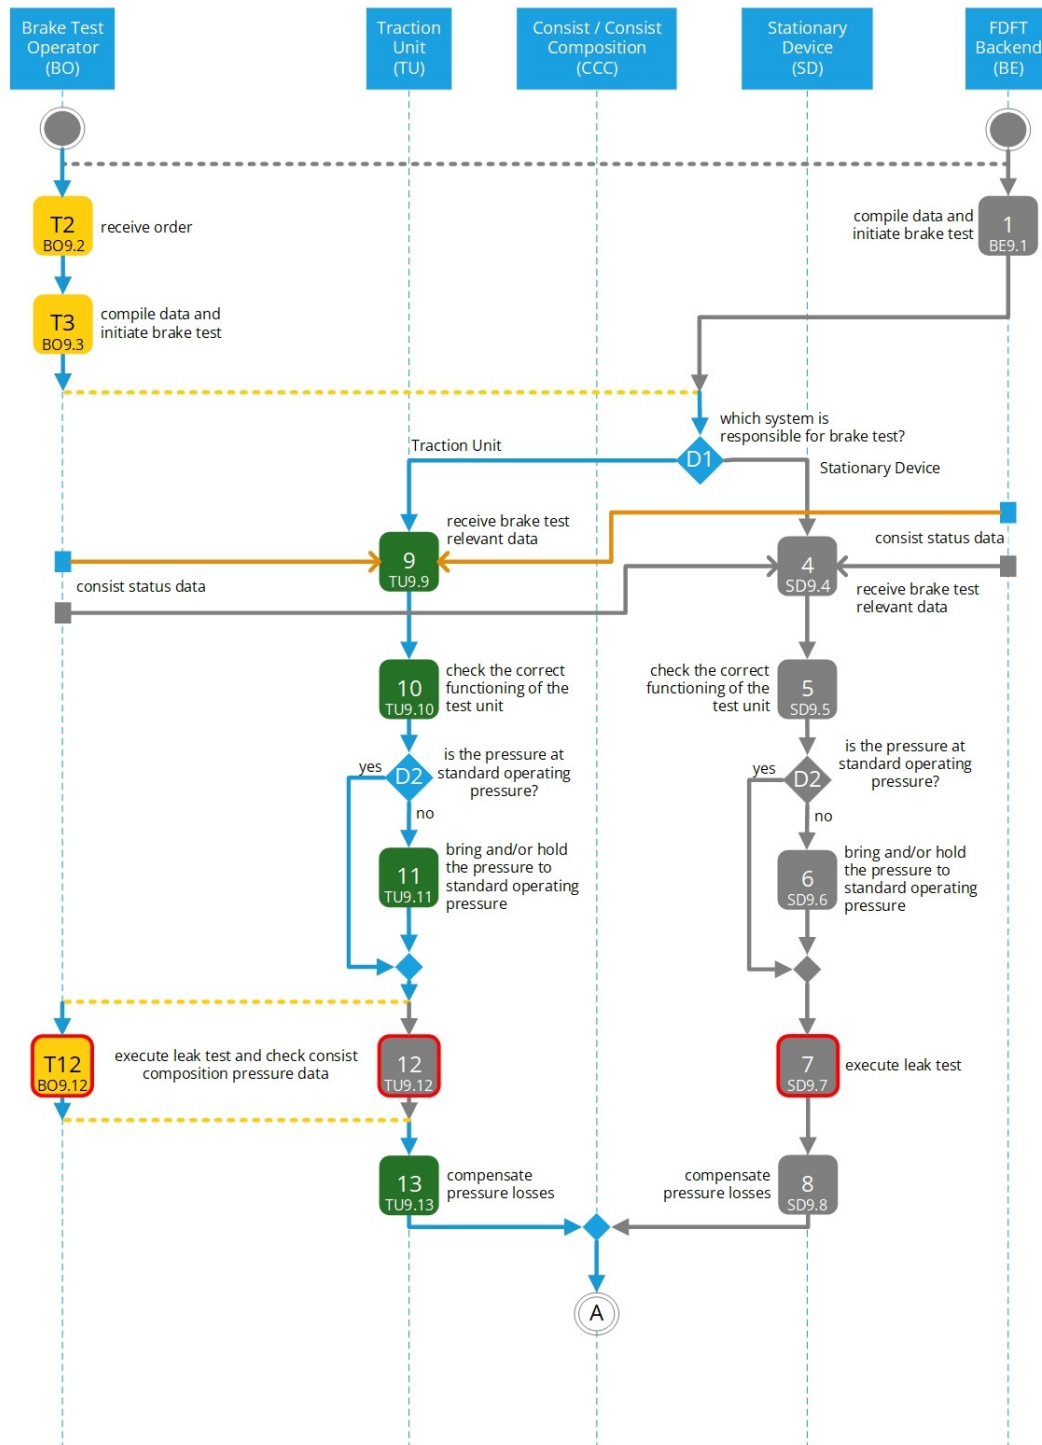 Brake Test
Operator
(BO)
Traction
Unit
(TU)
Consist / Consist
Composition
(CCC)
Stationary
Device
(SD)
FDFT
Backend
(BE)
T2
BO9.2
receive order
compile data and
initiate brake test
1
BE9.1
T3
BO9.3
compile data and
initiate brake test
which system is
responsible for brake test?
D1
Traction Unit
Stationary Device
receive brake test
relevant data
9
TU9.9
consist status data
consist status data
4
SD9.4
receive brake test
relevant data
10
TU9.10
check the correct
functioning of the
test unit
check the correct
functioning of the
test unit
5
SD9.5
yes
D2
is the pressure at
standard operating
pressure?
no
yes
D2
is the pressure at
standard operating
pressure?
no
11
TU9.11
bring and/or hold
the pressure to
standard operating
pressure
6
SD9.6
bring and/or hold
the pressure to
standard operating
pressure
T12
BO9.12
execute leak test and check consist
composition pressure data
12
TU9.12
7
SD9.7
execute leak test
13
TU9.13
compensate
pressure losses
compensate
pressure losses
8
SD9.8
A